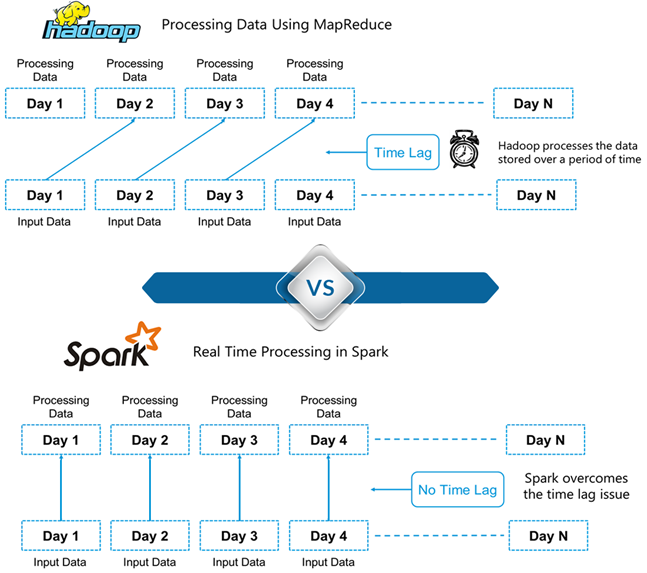 hadoop
Processing Data Using MapReduce
Processing Data
Processing Data
Processing Data
Processing Data
Day 1
Day 2
Day 3
Day 4
Day N
Time Lag
Hadoop processes the data
stored over a period of time
Day 1
Day 2
Day 3
Day 4
Day N
Input Data
Input Data
Input Data
Input Data
VS
Spark
Real Time Processing in Spark
Processing Data
Processing Data
Processing Data
Processing Data
Day 1
Day 2
Day 3
Day 4
Day N
No Time Lag
Spark overcomes
the time lag issue
Day 1
Day 2
Day 3
Day 4
Day N
Input Data
Input Data
Input Data
Input Data